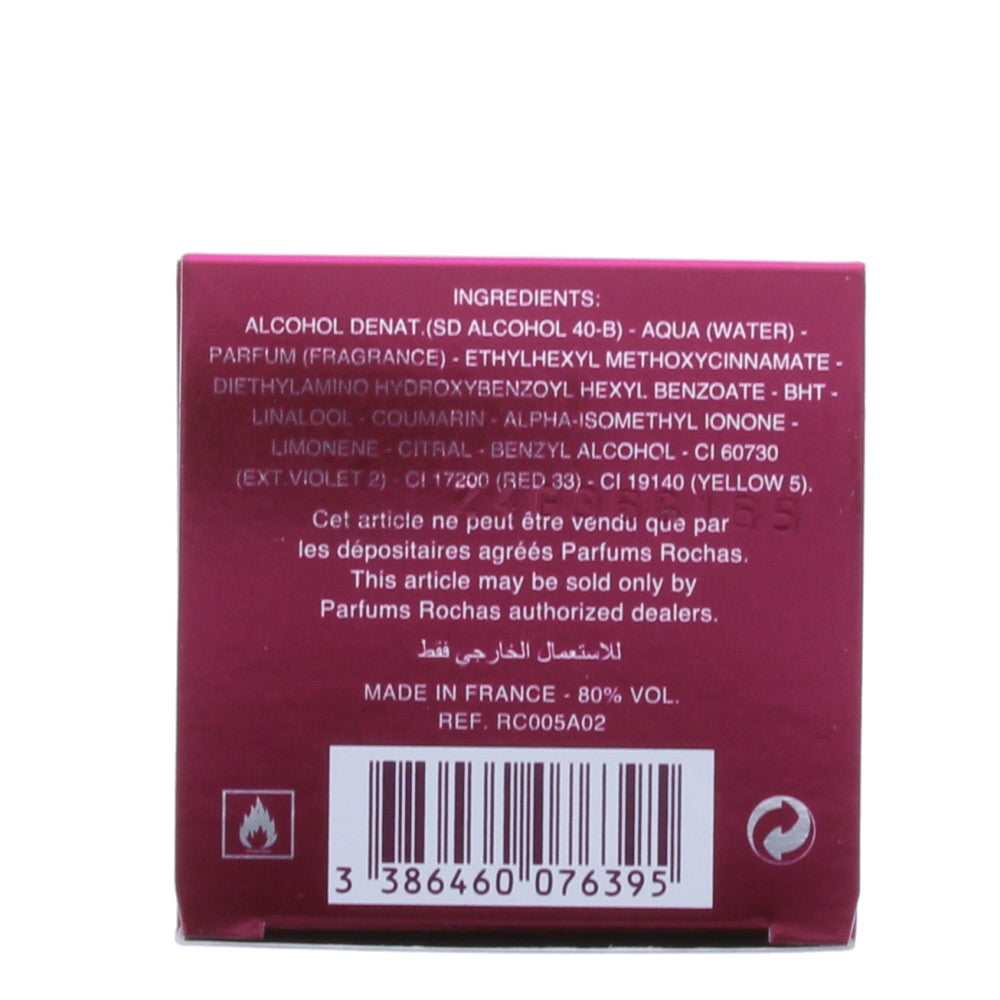 INGREDIENTS:
ALCOHOL DENAT.(SD ALCOHOL 40-B) - AQUA (WATER) -
PARFUM (FRAGRANCE) - ETHYLHEXYL METHOXYCINNAMATE -
DIETHYLAMINO HYDROXYBENZOYL HEXYL BENZOATE - BHT -
LINALOOL - COUMARIN - ALPHA-ISOMETHYL IONONE -
LIMONENE - CITRAL - BENZYL ALCOHOL - CI 60730
(EXT.VIOLET 2) - CI 17200 (RED 33) - CI 19140 (YELLOW 5).
Cet article ne peut être vendu que par
les dépositaires agréés Parfums Rochas.
This article may be sold only by
Parfums Rochas authorized dealers.
للاستعمال الخارجي فقط
MADE IN FRANCE - 80% VOL.
REF. RC005A02
3 386460 076395